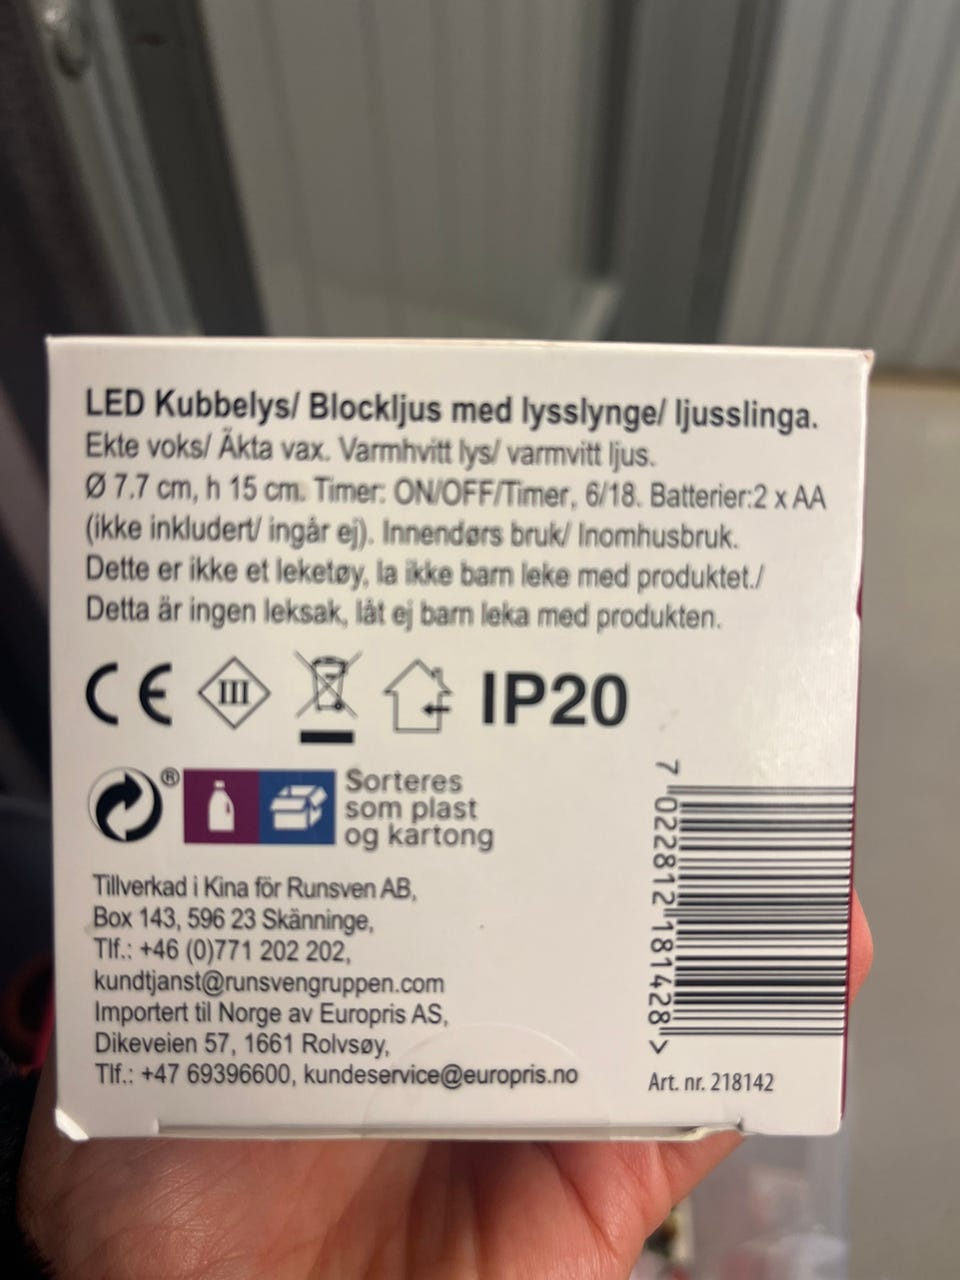 LED Kubbelys/ Blockljus med lysslynge/ ljusslinga.
Ekte voks/ Äkta vax. Varmhvitt lys/ varmvitt ljus.
Ø 7.7 cm, h 15 cm. Timer: ON/OFF/Timer, 6/18. Batterier:2 x AA
(ikke inkludert/ ingår ej). Innendørs bruk/ Inomhusbruk.
Dette er ikke et leketøy, la ikke barn leke med produktet./
Detta är ingen leksak, låt ej barn leka med produkten.
CE III IP20
®
Sorteres
som plast
og kartong
Tillverkad i Kina för Runsven AB,
Box 143, 596 23 Skänninge,
Tlf.: +46 (0)771 202 202,
kundtjanst@runsvengruppen.com
Importert til Norge av Europris AS,
Dikeveien 57, 1661 Rolvsøy,
Tlf.: +47 69396600, kundeservice@europris.no
7 022812 181428 >
Art. nr. 218142